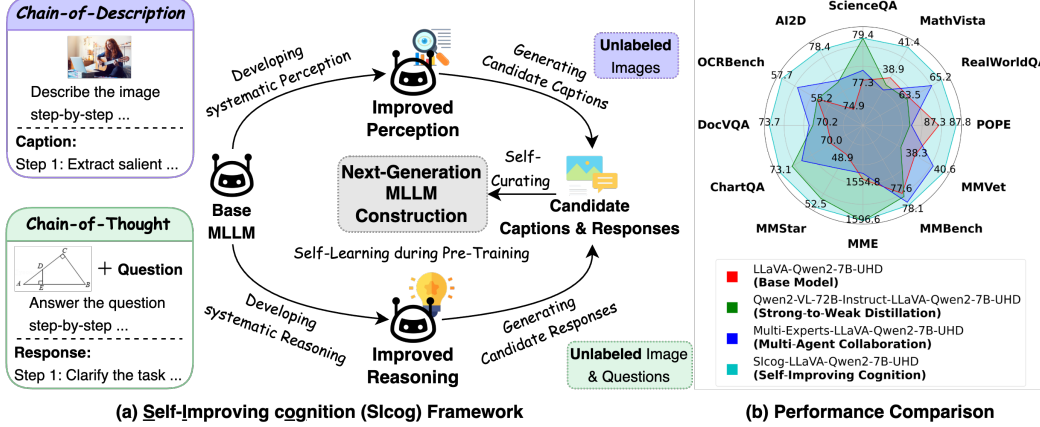 Chain-of-Description
Describe the image
step-by-step ...
Caption:
Step 1: Extract salient ...
Chain-of-Thought
A
B
C
D
E
+ Question
Answer the question
step-by-step ...
Response:
Step 1: Clarify the task ...
Base
MLLM
Developing
systematic Perception
Improved
Perception
Generating
Candidate Captions
Unlabeled
Images
Next-Generation
MLLM
Construction
Self-
Curating
Candidate
Captions & Responses
Self-Learning during Pre-Training
Developing
systematic Reasoning
Improved
Reasoning
Generating
Candidate Responses
Unlabeled Image
& Questions
(a) Self-Improving cognition (SIcog) Framework
ScienceQA
AI2D
MathVista
OCRBench
RealWorldQA
DocVQA
POPE
ChartQA
MMVet
MMStar
MMBench
MME
79.4
78.4
41.4
57.7
38.9
65.2
77.3
55.2
74.9
63.5
73.7
70.2
87.3
87.8
70.0
38.3
73.1
48.9
40.6
1554.8
77.6
52.5
78.1
1596.6
LLaVA-Qwen2-7B-UHD
(Base Model)
Qwen2-VL-72B-Instruct-LLaVA-Qwen2-7B-UHD
(Strong-to-Weak Distillation)
Multi-Experts-LLaVA-Qwen2-7B-UHD
(Multi-Agent Collaboration)
SIcog-LLaVA-Qwen2-7B-UHD
(Self-Improving Cognition)
(b) Performance Comparison